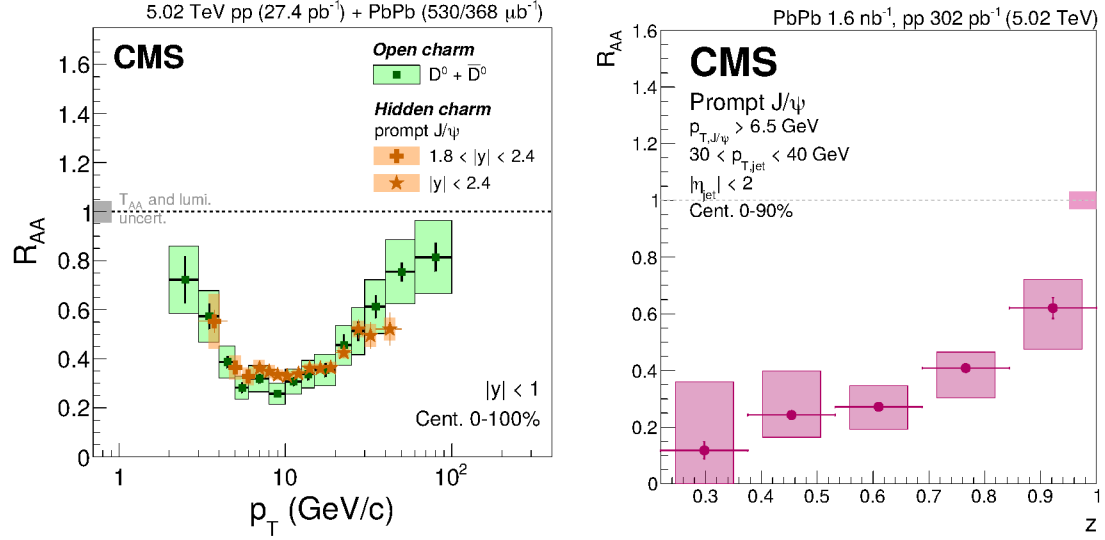 5.02 TeV pp (27.4 pb⁻¹) + PbPb (530/368 μb⁻¹)
CMS
Open charm
D⁰ + D̅⁰
Hidden charm
prompt J/ψ
1.8 < |y| < 2.4
|y| < 2.4
T_AA and lumi.
uncert.
|y| < 1
Cent. 0-100%
R_AA
1.6
1.4
1.2
1
0.8
0.6
0.4
0.2
0
1
10
10²
p_T (GeV/c)
PbPb 1.6 nb⁻¹, pp 302 pb⁻¹ (5.02 TeV)
CMS
Prompt J/ψ
p_T,J/ψ > 6.5 GeV
30 < p_T,jet < 40 GeV
|η_jet| < 2
Cent. 0-90%
R_AA
1.6
1.4
1.2
1
0.8
0.6
0.4
0.2
0
0.3
0.4
0.5
0.6
0.7
0.8
0.9
1
z